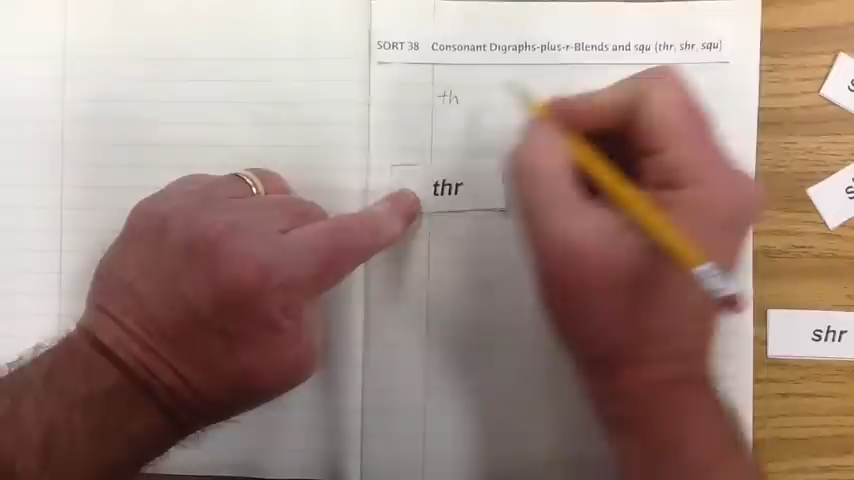 SORT 38 Consonant Digraphs-plus-r-Blends and squ (thr, shr, squ)
th
thr
shr